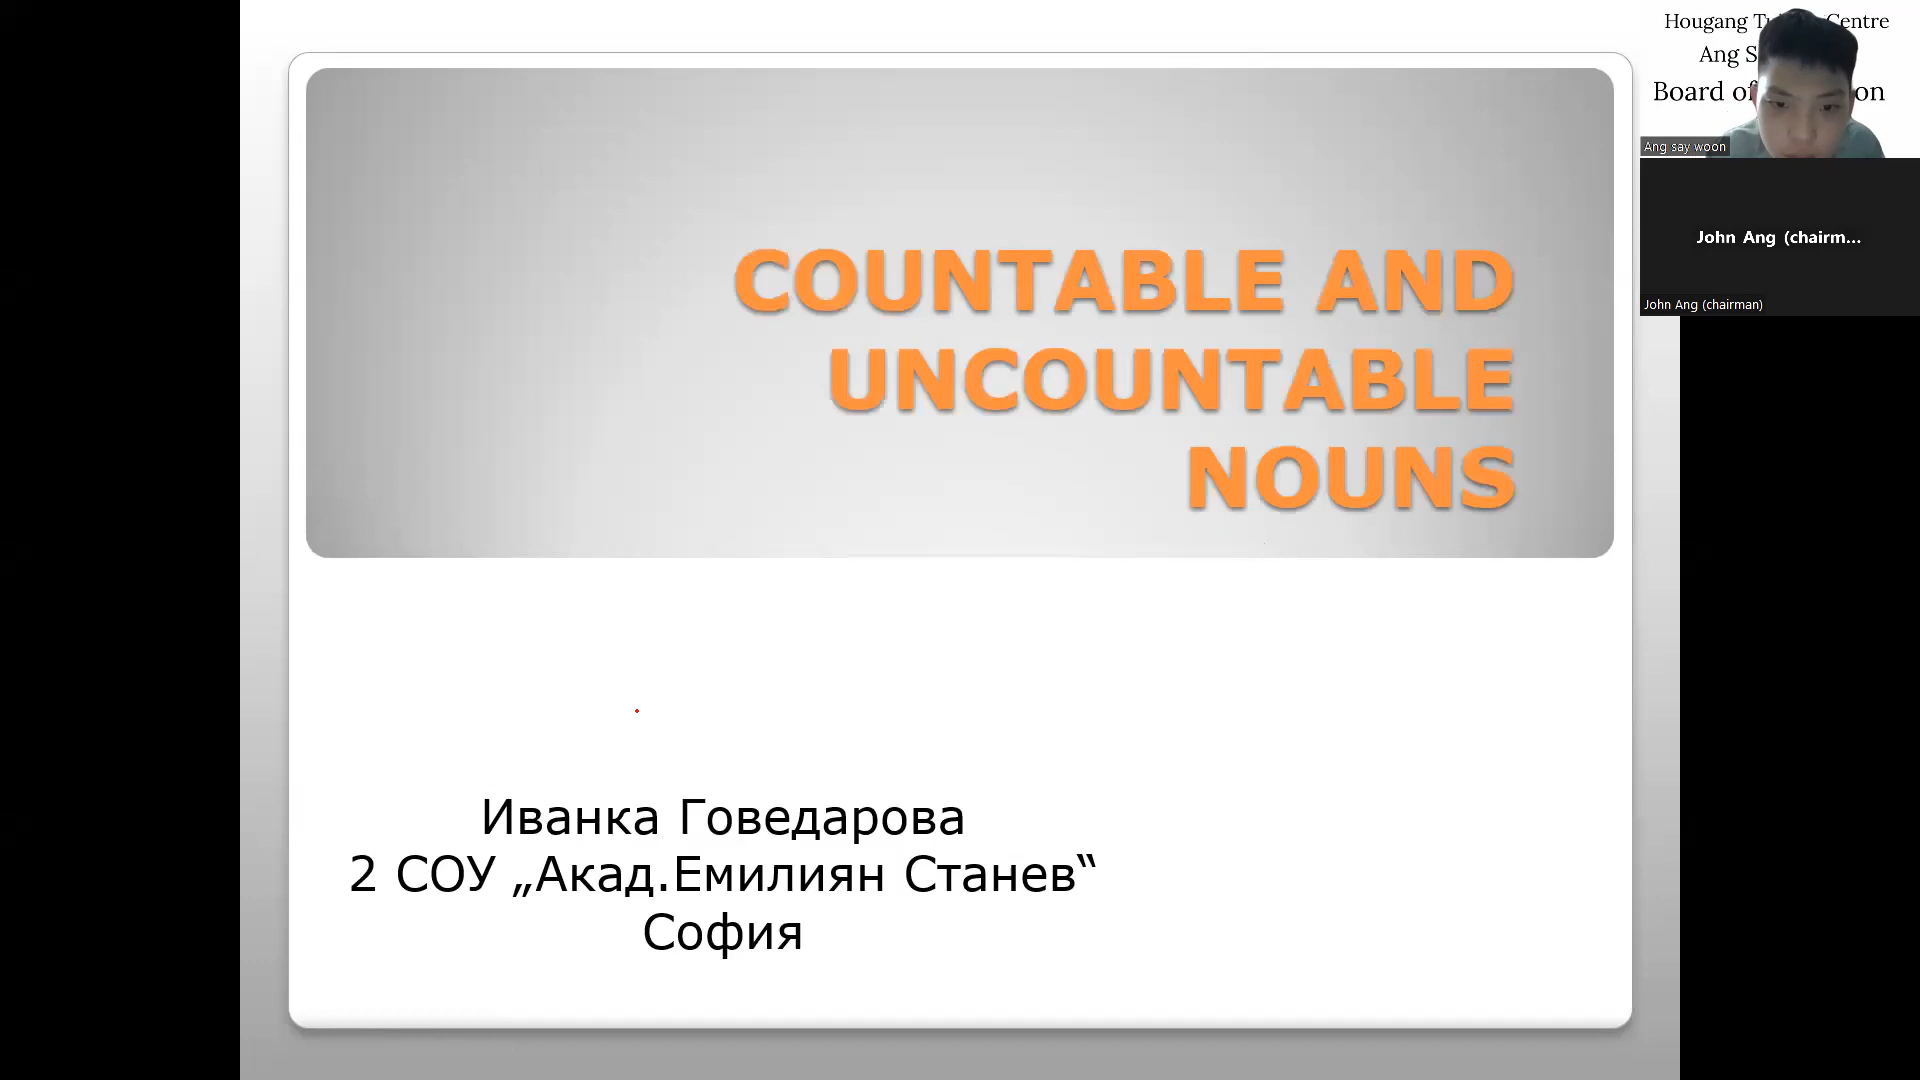 COUNTABLE AND
UNCOUNTABLE
NOUNS
Иванка Говедарова
2 СОУ „Акад.Емилиян Станев“
София
Hougang Centre
Ang
Board of
Ang say woon
John Ang (chairm...
John Ang (chairman)